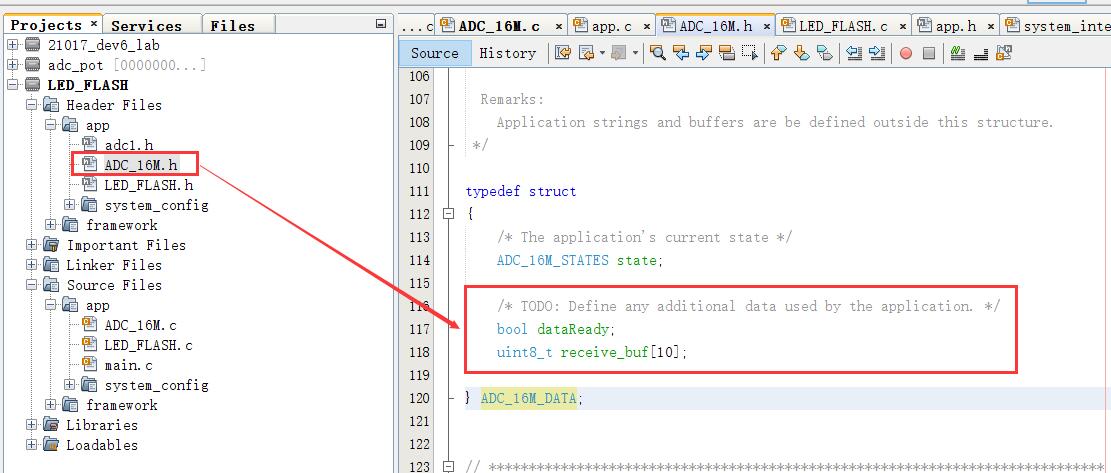 Projects × Services Files
21017_dev6_lab
adc_pot [0000000...]
LED_FLASH
Header Files
app
adc1.h
ADC_16M.h
LED_FLASH.h
system_config
framework
Important Files
Linker Files
Source Files
app
ADC_16M.c
LED_FLASH.c
main.c
system_config
framework
Libraries
Loadables
...c ADC_16M.c × app.c × ADC_16M.h × LED_FLASH.c × app.h × system_inte
Source History
106
107 Remarks:
108 Application strings and buffers are be defined outside this structure.
109 */
110
111 typedef struct
112 {
113 /* The application's current state */
114 ADC_16M_STATES state;
115
116 /* TODO: Define any additional data used by the application. */
117 bool dataReady;
118 uint8_t receive_buf[10];
119
120 } ADC_16M_DATA;
121
122
123 // *****************************************************************************